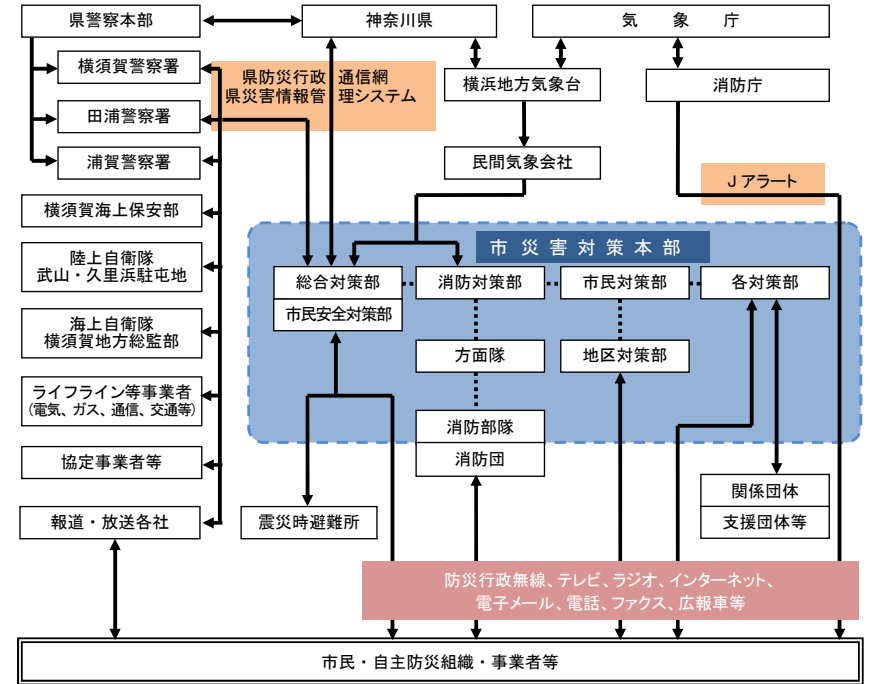 県警察本部
神奈川県
気　象　庁
横須賀警察署
県防災行政　通信網
県災害情報管　理システム
横浜地方気象台
消防庁
田浦警察署
浦賀警察署
民間気象会社
Ｊアラート
横須賀海上保安部
市 災 害 対 策 本 部
陸上自衛隊
武山・久里浜駐屯地
総合対策部
消防対策部
市民対策部
各対策部
市民安全対策部
海上自衛隊
横須賀地方総監部
方面隊
地区対策部
ライフライン等事業者
(電気、ガス、通信、交通等)
消防部隊
消防団
協定事業者等
関係団体
支援団体等
報道・放送各社
震災時避難所
防災行政無線、テレビ、ラジオ、インターネット、
電子メール、電話、ファクス、広報車等
市民・自主防災組織・事業者等